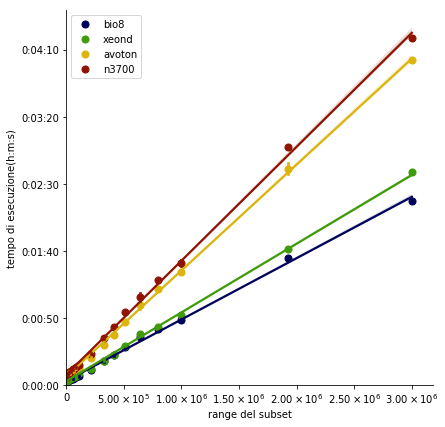 bio8
xeond
avoton
n3700
0:04:10
0:03:20
0:02:30
0:01:40
0:00:50
0:00:00
tempo di esecuzione(h:m:s)
0 5.00 × 10⁵ 1.00 × 10⁶ 1.50 × 10⁶ 2.00 × 10⁶ 2.50 × 10⁶ 3.00 × 10⁶
range del subset